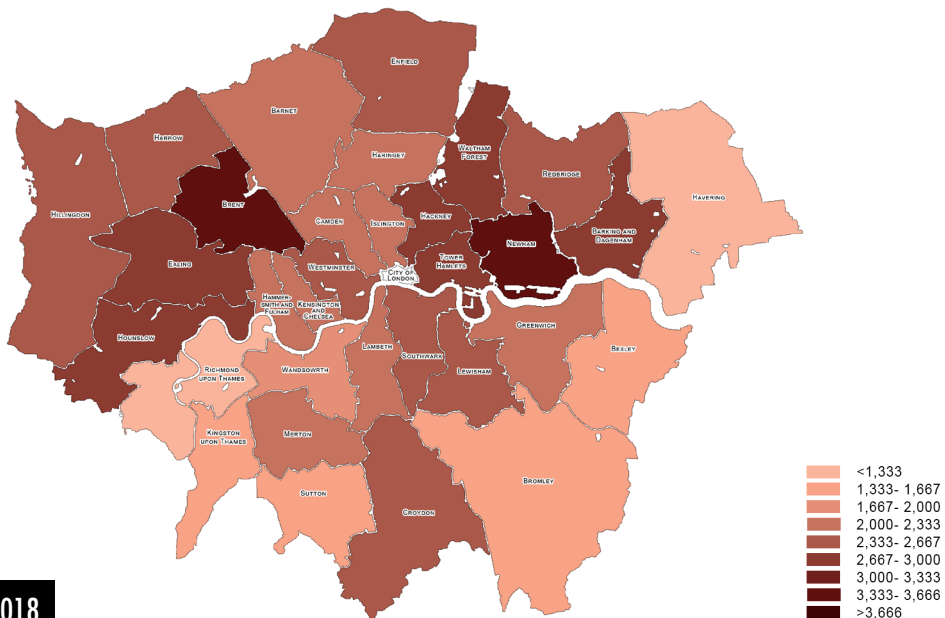 ENFIELD
BARNET
HARROW
HARINGEY
WALTHAM
FOREST
REDBRIDGE
HAVERING
HILLINGDON
BRENT
CAMDEN
ISLINGTON
HACKNEY
NEWHAM
BARKING AND
DAGENHAM
EALING
WESTMINSTER
CITY OF
LONDON
TOWER
HAMLETS
HAMMER-
SMITH AND
FULHAM
KENSINGTON
AND
CHELSEA
GREENWICH
HOUNSLOW
LAMBETH
SOUTHWARK
BEXLEY
RICHMOND
UPON THAMES
WANDSOWRTH
LEWISHAM
KINGSTON
UPON THAMES
MERTON
SUTTON
CROYDON
BROMLEY
<1,333
1,333- 1,667
1,667- 2,000
2,000- 2,333
2,333- 2,667
2,667- 3,000
3,000- 3,333
3,333- 3,666
>3,666
018